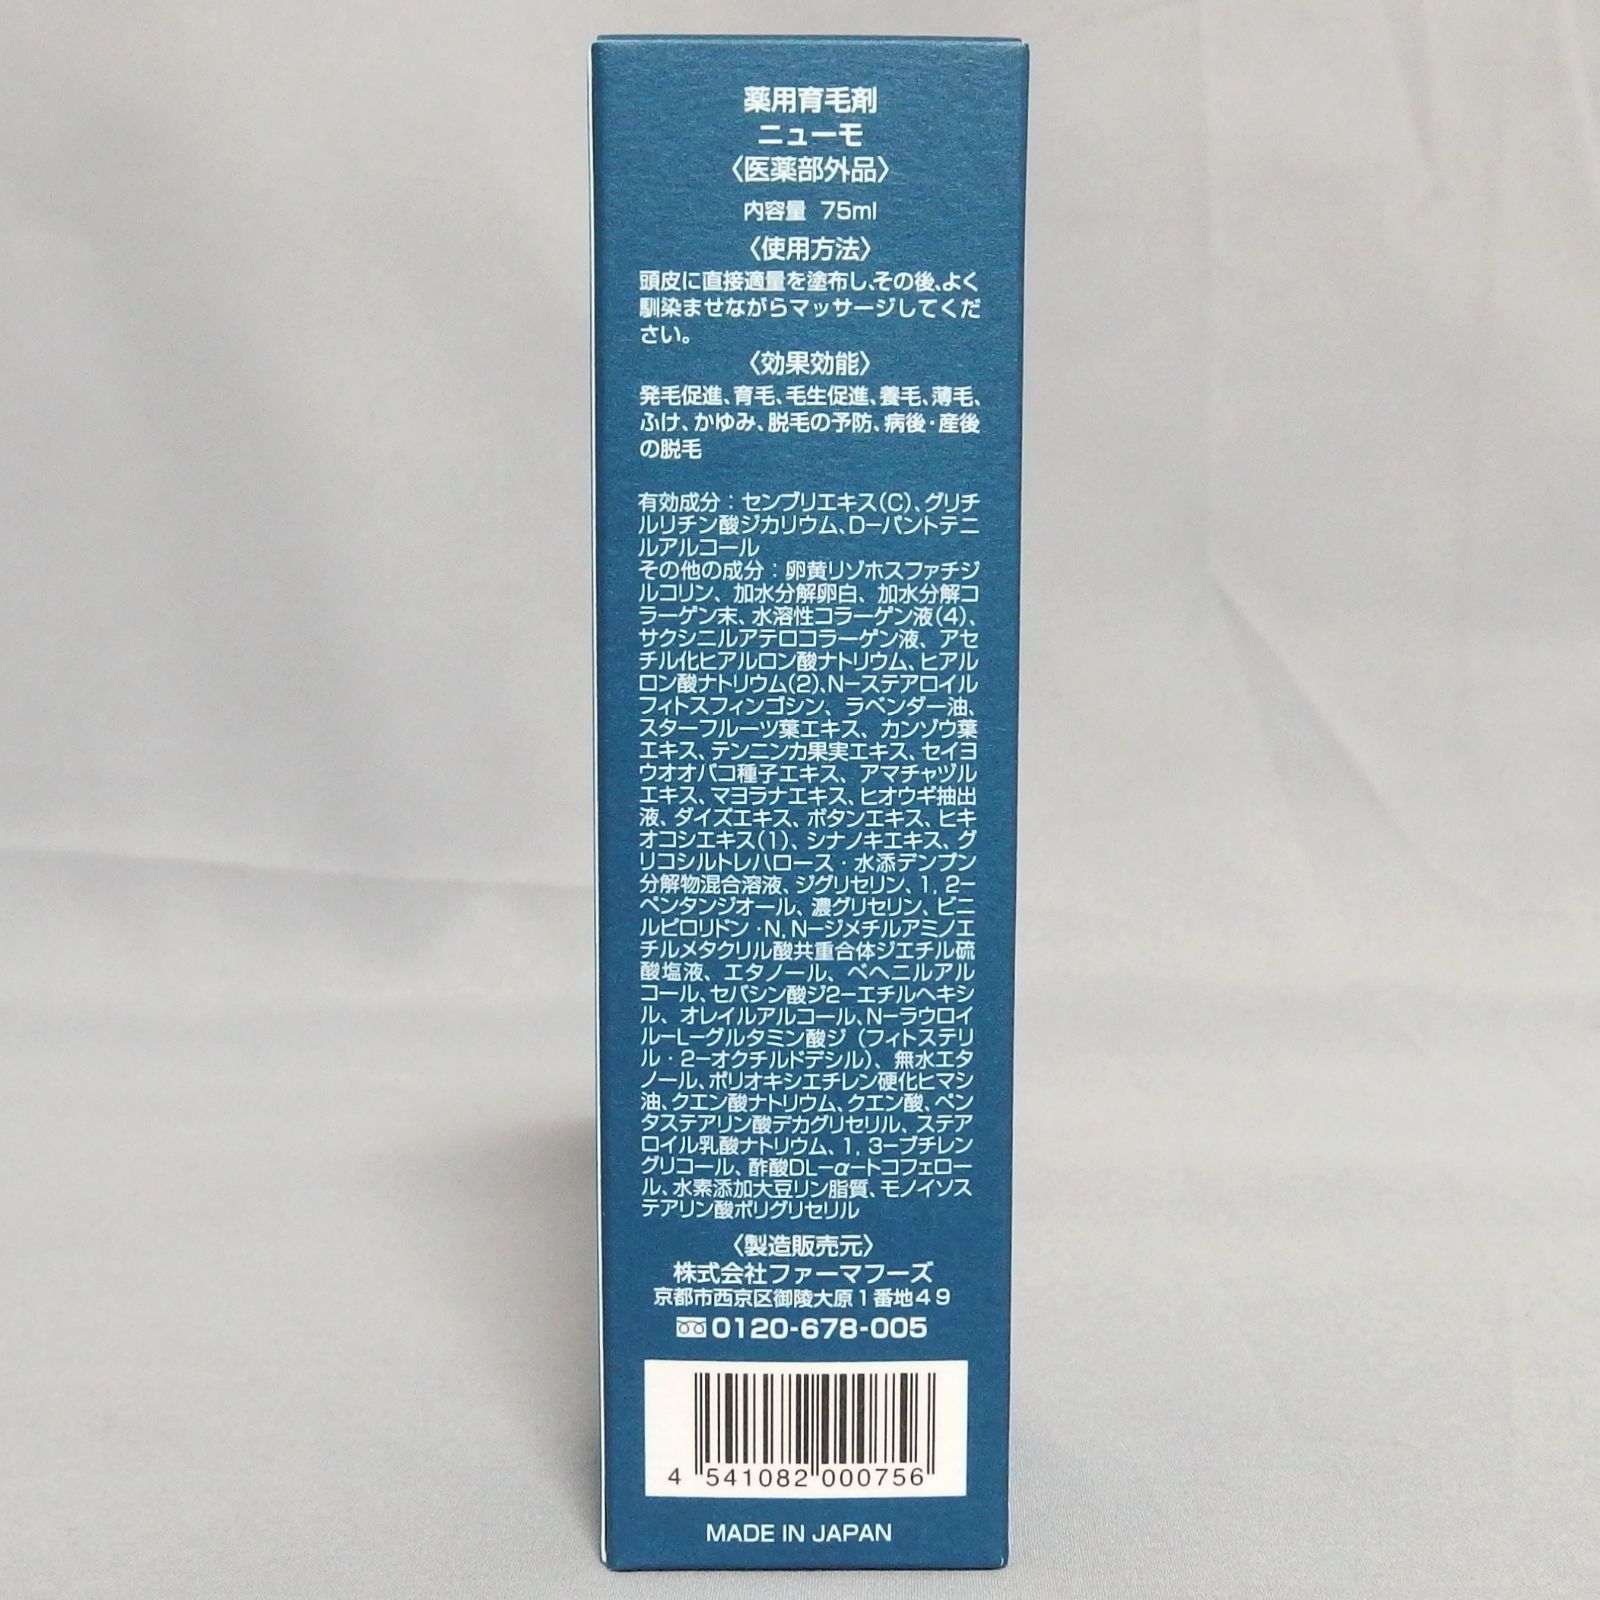 薬用育毛剤
ニューモ
〈医薬部外品〉
内容量 75ml
〈使用方法〉
頭皮に直接適量を塗布し、その後、よく
馴染ませながらマッサージしてくだ
さい。
〈効果効能〉
発毛促進、育毛、毛生促進、養毛、薄毛、
ふけ、かゆみ、脱毛の予防、病後・産後
の脱毛
有効成分：センブリエキス(C)、グリチ
ルリチン酸ジカリウム、D−パントテニ
ルアルコール
その他の成分：卵黄リゾホスファチジ
ルコリン、加水分解卵白、加水分解コ
ラーゲン末、水溶性コラーゲン液(4)、
サクシニルアテロコラーゲン液、アセ
チル化ヒアルロン酸ナトリウム、ヒアル
ロン酸ナトリウム(2)、N−ステアロイル
フィトスフィンゴシン、ラベンダー油、
スターフルーツ葉エキス、カンゾウ葉
エキス、テンニンカ果実エキス、セイヨ
ウオオバコ種子エキス、アマチャヅル
エキス、マヨラナエキス、ヒオウギ抽出
液、ダイズエキス、ボタンエキス、ヒキ
オコシエキス(1)、シナノキエキス、グ
リコシルトレハロース・水添デンプン
分解物混合溶液、ジグリセリン、1,2−
ペンタンジオール、濃グリセリン、ビニ
ルピロリドン・N,N−ジメチルアミノエ
チルメタクリル酸共重合体ジエチル硫
酸塩液、エタノール、ベヘニルアル
コール、セバシン酸ジ2−エチルヘキシ
ル、オレイルアルコール、N−ラウロイ
ル−L−グルタミン酸ジ(フィトステリ
ル・2−オクチルドデシル)、無水エタ
ノール、ポリオキシエチレン硬化ヒマシ
油、クエン酸ナトリウム、クエン酸、ペン
タステアリン酸デカグリセリル、ステア
ロイル乳酸ナトリウム、1,3−ブチレン
グリコール、酢酸DL−α−トコフェロー
ル、水素添加大豆リン脂質、モノイソス
テアリン酸ポリグリセリル
〈製造販売元〉
株式会社ファーマフーズ
京都市西京区御陵大原1番地49
0120-678-005
4 541082 000756
MADE IN JAPAN